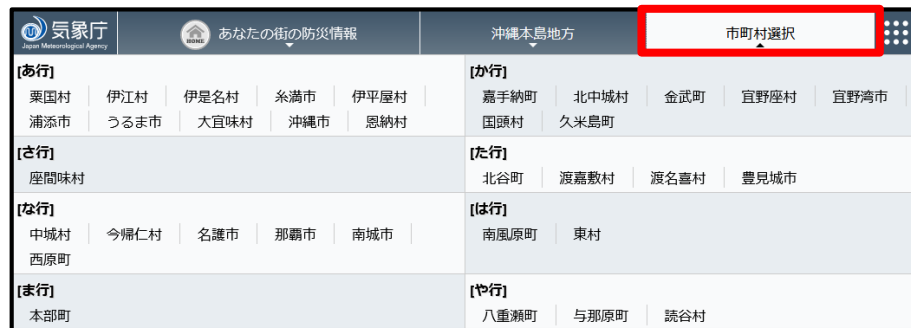 気象庁
Japan Meteorological Agency
HOME
あなたの街の防災情報
沖縄本島地方
市町村選択
[あ行]
粟国村 伊江村 伊是名村 糸満市 伊平屋村
浦添市 うるま市 大宜味村 沖縄市 恩納村
[か行]
嘉手納町 北中城村 金武町 宜野座村 宜野湾市
国頭村 久米島町
[さ行]
座間味村
[た行]
北谷町 渡嘉敷村 渡名喜村 豊見城市
[な行]
中城村 今帰仁村 名護市 那覇市 南城市
西原町
[は行]
南風原町 東村
[ま行]
本部町
[や行]
八重瀬町 与那原町 読谷村